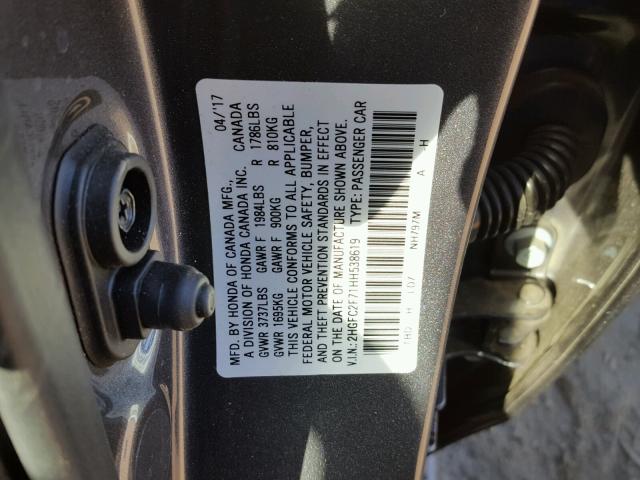 MFD. BY HONDA OF CANADA MFG., 04/'17
A DIVISION OF HONDA CANADA INC. CANADA
GVWR 3737LBS GAWR F 1984LBS R 1786LBS
GVWR 1695KG GAWR F 900KG R 810KG
THIS VEHICLE CONFORMS TO ALL APPLICABLE
FEDERAL MOTOR VEHICLE SAFETY, BUMPER,
AND THEFT PREVENTION STANDARDS IN EFFECT
ON THE DATE OF MANUFACTURE SHOWN ABOVE.
V.I.N.:2HGFC2F71HH538619 TYPE: PASSENGER CAR
H LD7 NH797M A H